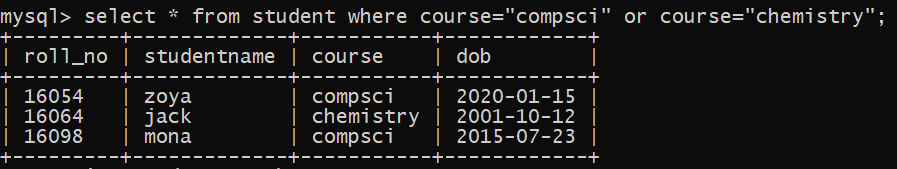 mysql> select * from student where course="compsci" or course="chemistry";
+---------+-------------+-----------+------------+
| roll_no | studentname | course    | dob        |
+---------+-------------+-----------+------------+
| 16054   | zoya        | compsci   | 2020-01-15 |
| 16064   | jack        | chemistry | 2001-10-12 |
| 16098   | mona        | compsci   | 2015-07-23 |
+---------+-------------+-----------+------------+